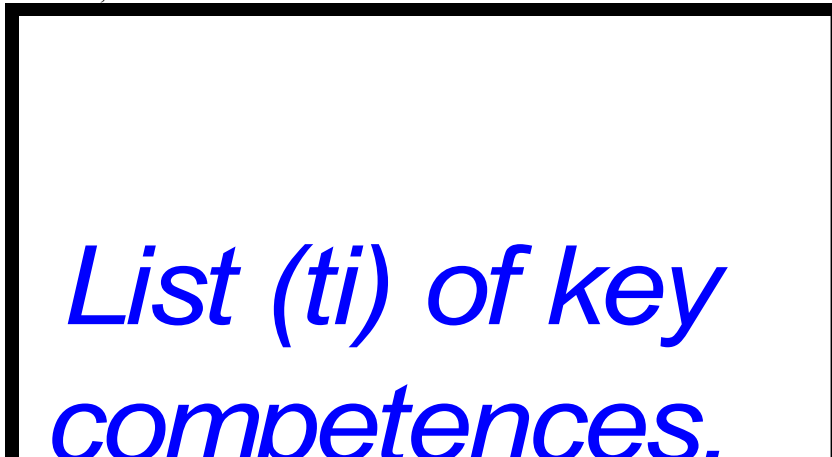 List (ti) of key
competences.